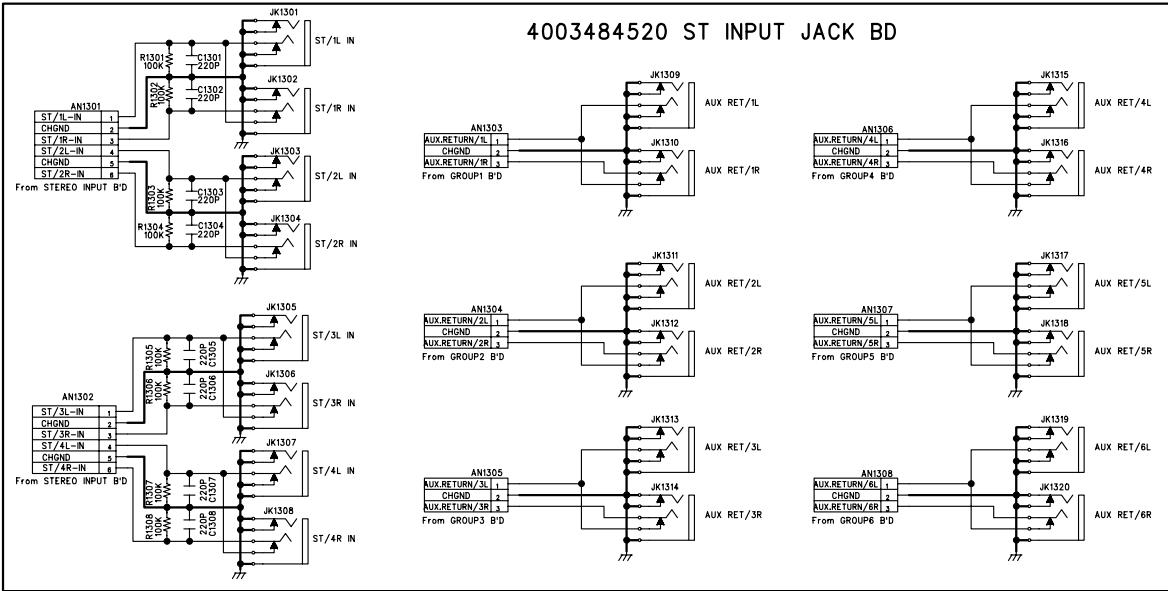 4003484520 ST INPUT JACK BD
JK1301
ST/1L IN
R1301
100K
C1301
220P
R1302
100K
C1302
220P
JK1302
ST/1R IN
AN1301
ST/1L-IN 1
CHGND 2
ST/1R-IN 3
ST/2L-IN 4
CHGND 5
ST/2R-IN 6
From STEREO INPUT B'D
JK1303
ST/2L IN
R1303
100K
C1303
220P
R1304
100K
C1304
220P
JK1304
ST/2R IN
JK1305
ST/3L IN
R1305
100K
220P
C1305
R1306
100K
220P
C1306
JK1306
ST/3R IN
AN1302
ST/3L-IN 1
CHGND 2
ST/3R-IN 3
ST/4L-IN 4
CHGND 5
ST/4R-IN 6
From STEREO INPUT B'D
JK1307
ST/4L IN
R1307
100K
220P
C1307
R1308
100K
220P
C1308
JK1308
ST/4R IN
JK1309
AUX RET/1L
AN1303
AUX.RETURN/1L 1
CHGND 2
AUX.RETURN/1R 3
From GROUP1 B'D
JK1310
AUX RET/1R
JK1311
AUX RET/2L
AN1304
AUX.RETURN/2L 1
CHGND 2
AUX.RETURN/2R 3
From GROUP2 B'D
JK1312
AUX RET/2R
JK1313
AUX RET/3L
AN1305
AUX.RETURN/3L 1
CHGND 2
AUX.RETURN/3R 3
From GROUP3 B'D
JK1314
AUX RET/3R
JK1315
AUX RET/4L
AN1306
AUX.RETURN/4L 1
CHGND 2
AUX.RETURN/4R 3
From GROUP4 B'D
JK1316
AUX RET/4R
JK1317
AUX RET/5L
AN1307
AUX.RETURN/5L 1
CHGND 2
AUX.RETURN/5R 3
From GROUP5 B'D
JK1318
AUX RET/5R
JK1319
AUX RET/6L
AN1308
AUX.RETURN/6L 1
CHGND 2
AUX.RETURN/6R 3
From GROUP6 B'D
JK1320
AUX RET/6R